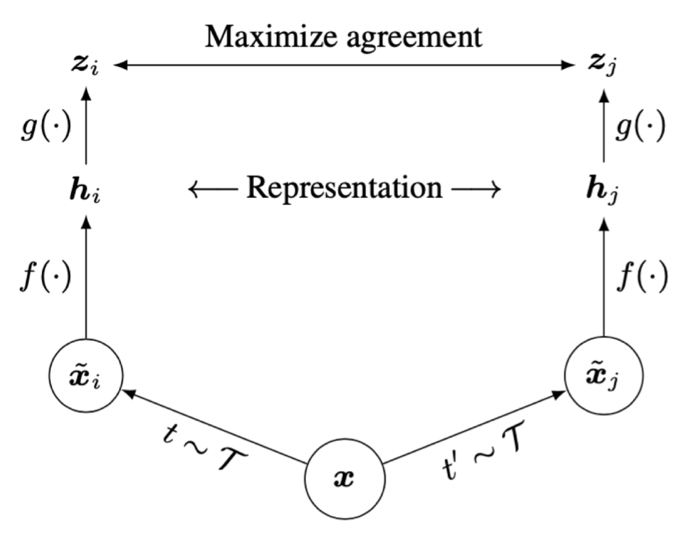 Maximize agreement
z_i z_j
g(·) g(·)
h_i ← Representation → h_j
f(·) f(·)
x̃_i x̃_j
t ~ 𝒯 t′ ~ 𝒯
x